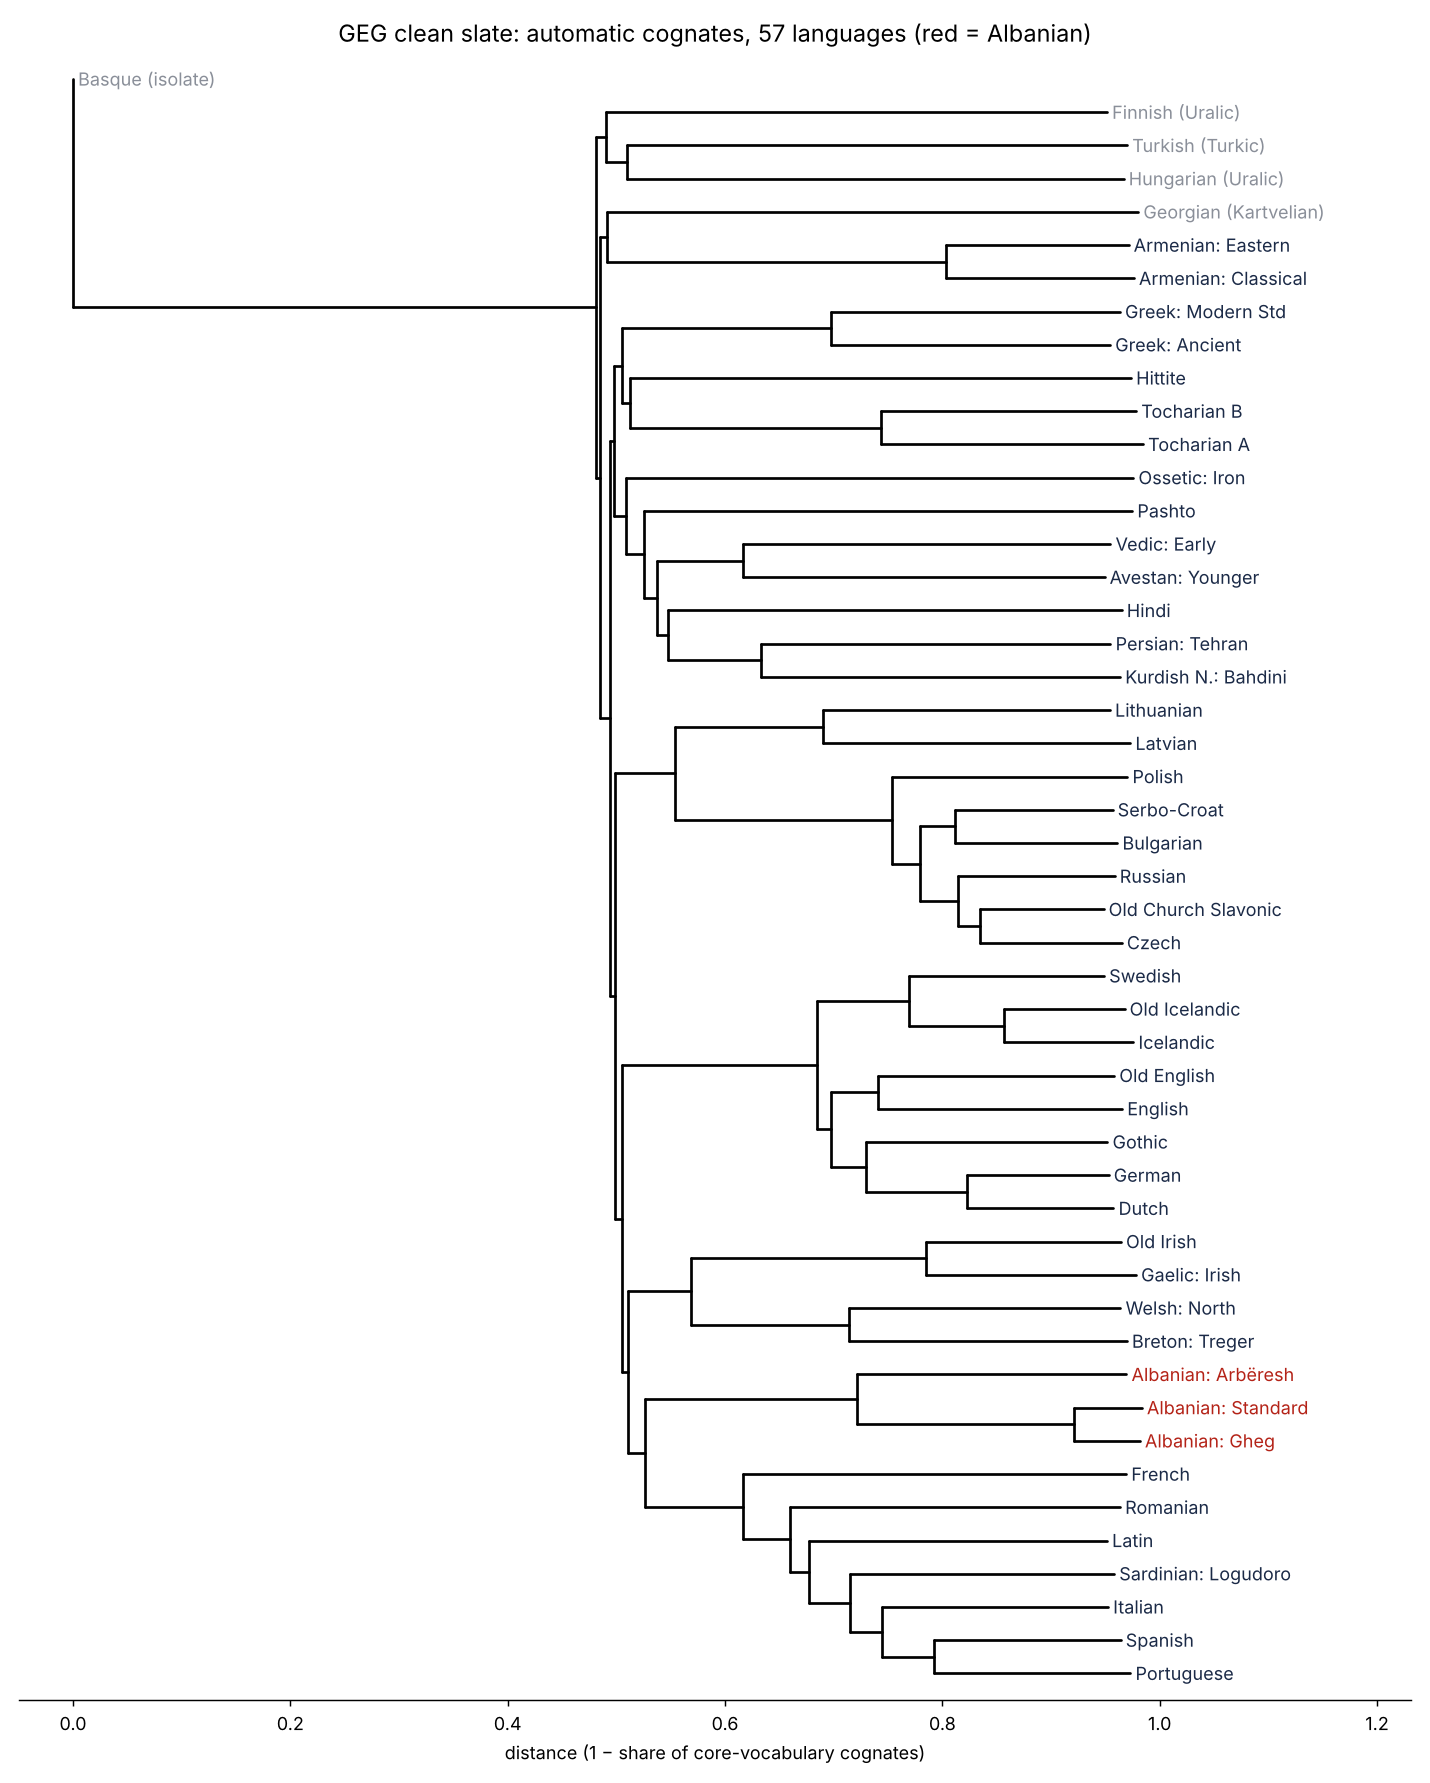 GEG clean slate: automatic cognates, 57 languages (red = Albanian)
Basque (isolate)
Finnish (Uralic)
Turkish (Turkic)
Hungarian (Uralic)
Georgian (Kartvelian)
Armenian: Eastern
Armenian: Classical
Greek: Modern Std
Greek: Ancient
Hittite
Tocharian B
Tocharian A
Ossetic: Iron
Pashto
Vedic: Early
Avestan: Younger
Hindi
Persian: Tehran
Kurdish N.: Bahdini
Lithuanian
Latvian
Polish
Serbo-Croat
Bulgarian
Russian
Old Church Slavonic
Czech
Swedish
Old Icelandic
Icelandic
Old English
English
Gothic
German
Dutch
Old Irish
Gaelic: Irish
Welsh: North
Breton: Treger
Albanian: Arbëresh
Albanian: Standard
Albanian: Gheg
French
Romanian
Latin
Sardinian: Logudoro
Italian
Spanish
Portuguese
0.0 0.2 0.4 0.6 0.8 1.0 1.2
distance (1 − share of core-vocabulary cognates)